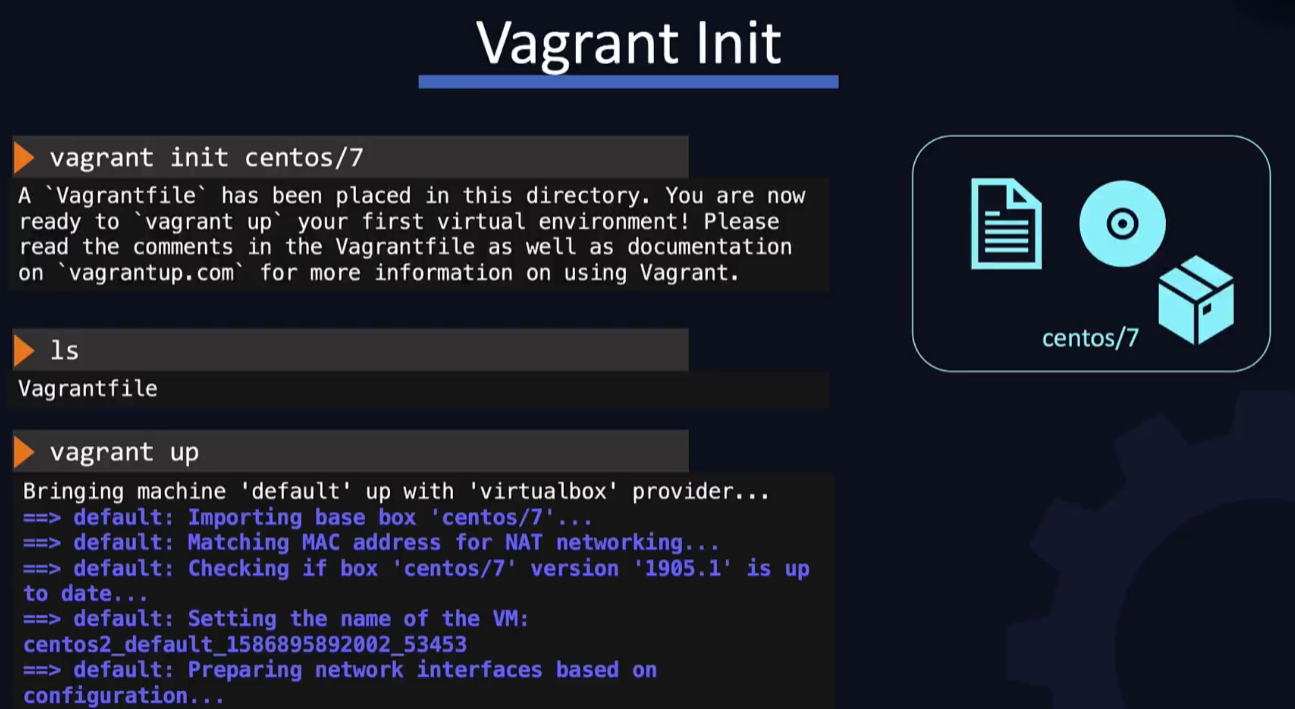 Vagrant Init
vagrant init centos/7
A `Vagrantfile` has been placed in this directory. You are now
ready to `vagrant up` your first virtual environment! Please
read the comments in the Vagrantfile as well as documentation
on `vagrantup.com` for more information on using Vagrant.
ls
Vagrantfile
vagrant up
Bringing machine 'default' up with 'virtualbox' provider...
==> default: Importing base box 'centos/7'...
==> default: Matching MAC address for NAT networking...
==> default: Checking if box 'centos/7' version '1905.1' is up
to date...
==> default: Setting the name of the VM:
centos2_default_1586895892002_53453
==> default: Preparing network interfaces based on
configuration...
centos/7